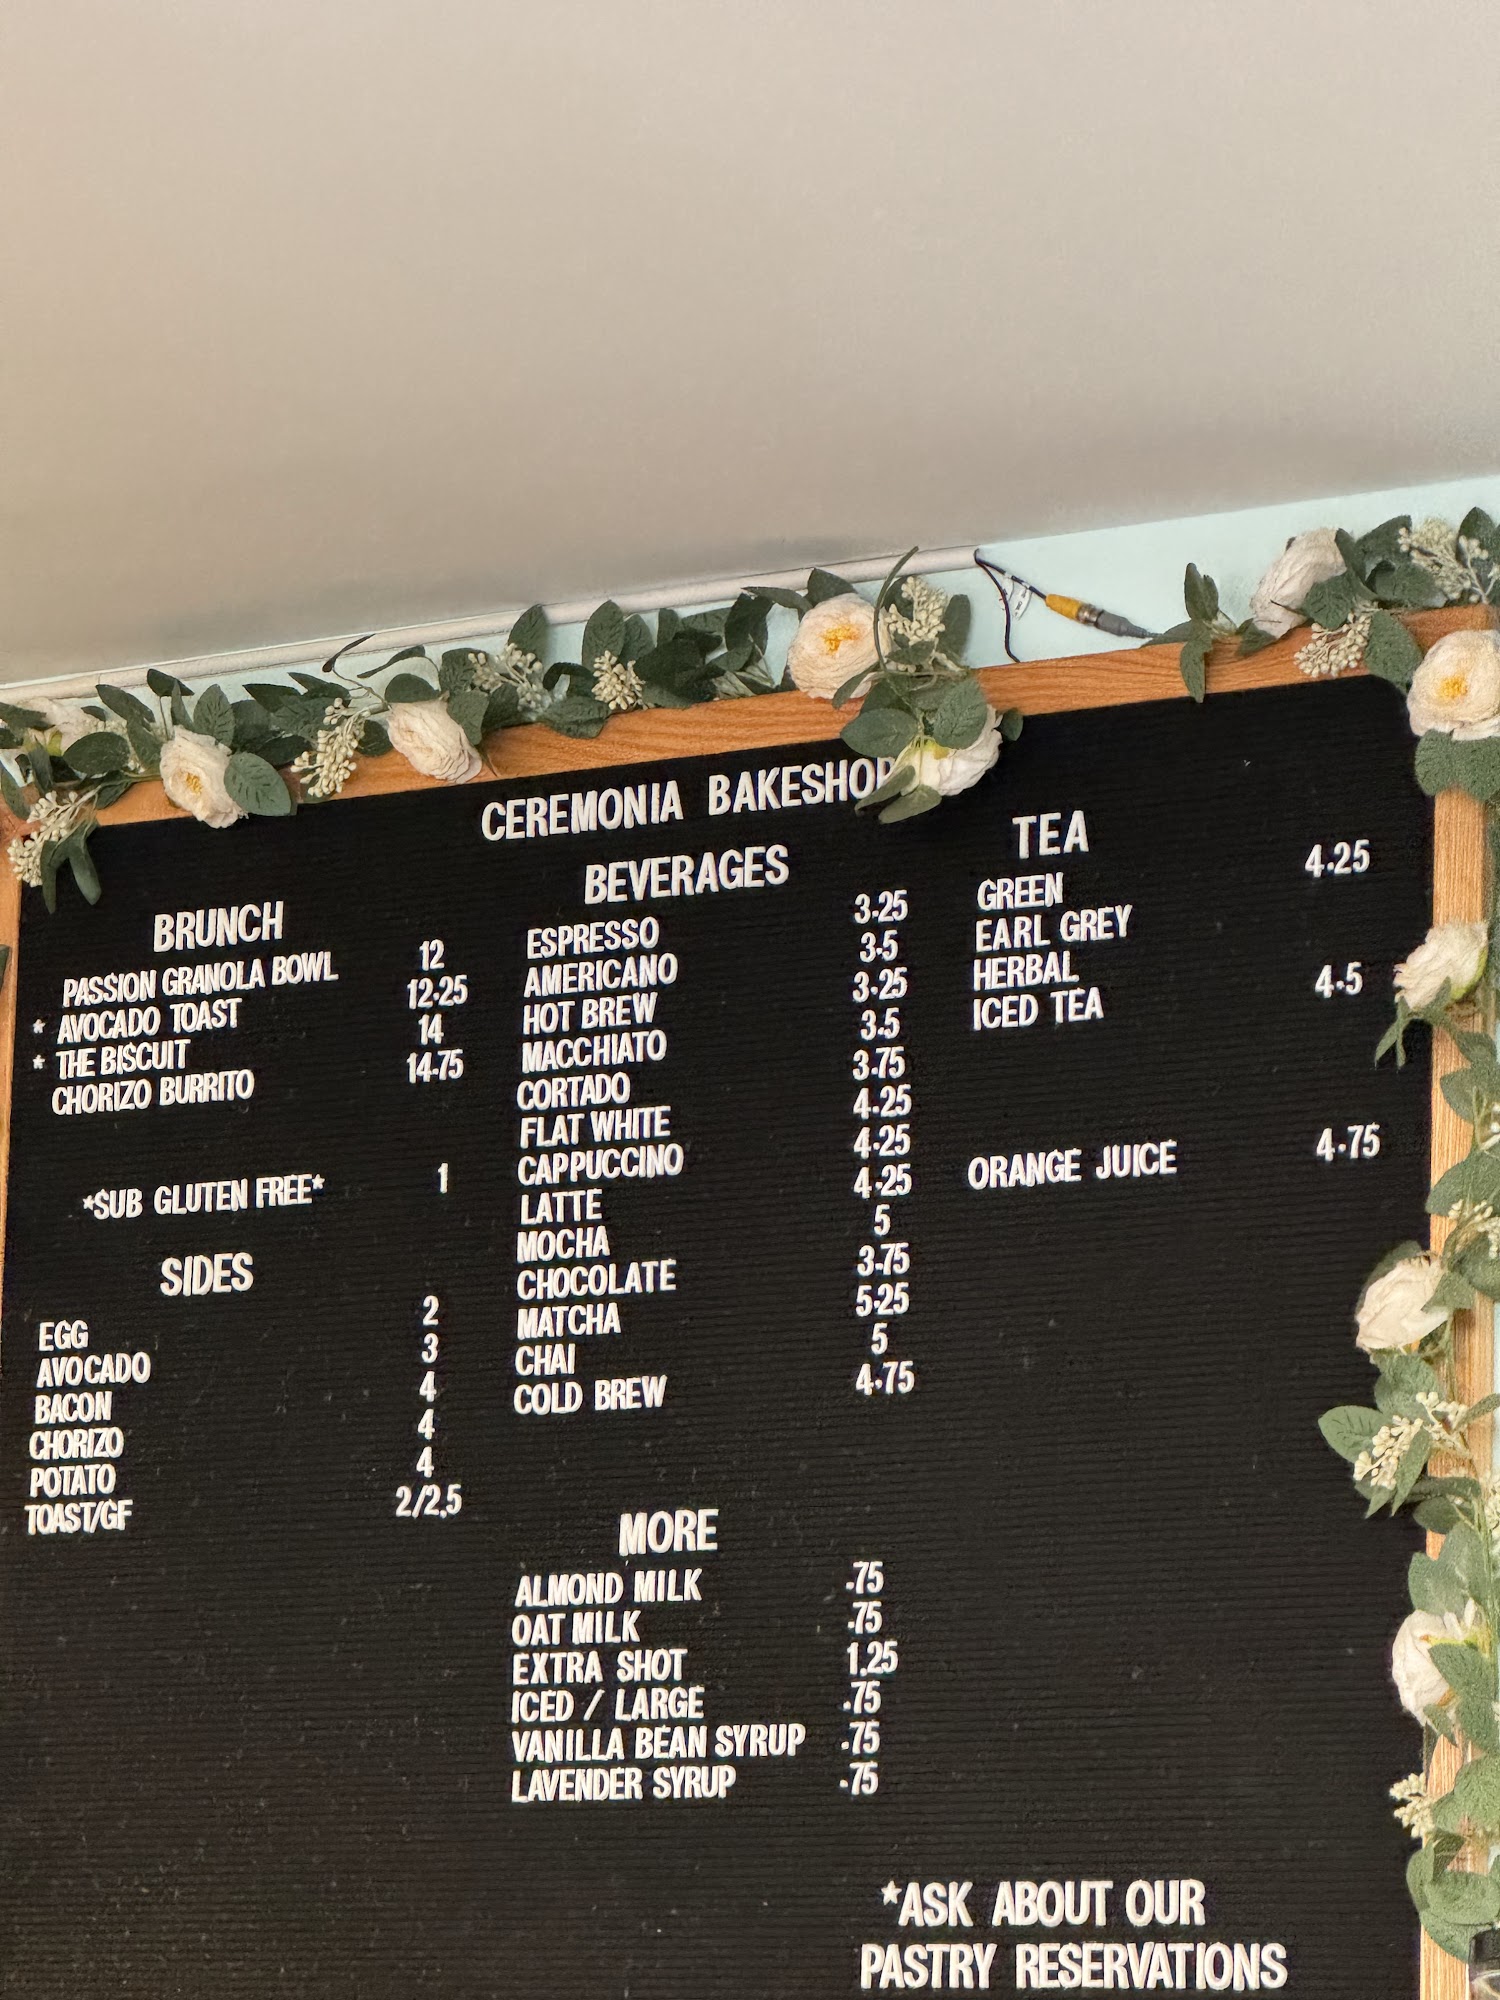 CEREMONIA BAKESHOP
BRUNCH
PASSION GRANOLA BOWL 12
* AVOCADO TOAST 12.25
* THE BISCUIT 14
CHORIZO BURRITO 14.75
*SUB GLUTEN FREE* 1
SIDES
EGG 2
AVOCADO 3
BACON 4
CHORIZO 4
POTATO 4
TOAST/GF 2/2,5
BEVERAGES
ESPRESSO 3.25
AMERICANO 3.5
HOT BREW 3.25
MACCHIATO 3.5
CORTADO 3.75
FLAT WHITE 4.25
CAPPUCCINO 4.25
LATTE 4.25
MOCHA 5
CHOCOLATE 3.75
MATCHA 5.25
CHAI 5
COLD BREW 4.75
MORE
ALMOND MILK .75
OAT MILK .75
EXTRA SHOT 1,25
ICED / LARGE .75
VANILLA BEAN SYRUP .75
LAVENDER SYRUP .75
TEA
GREEN 4.25
EARL GREY
HERBAL
ICED TEA 4.5
ORANGE JUICE 4.75
*ASK ABOUT OUR
PASTRY RESERVATIONS